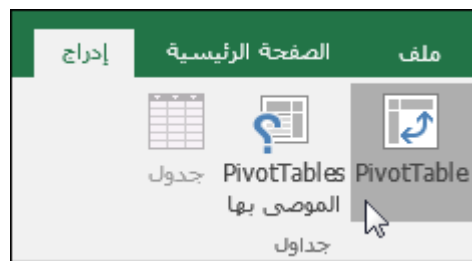 ملف الصفحة الرئيسية إدراج
PivotTable
PivotTables
الموصى بها
جدول
جداول